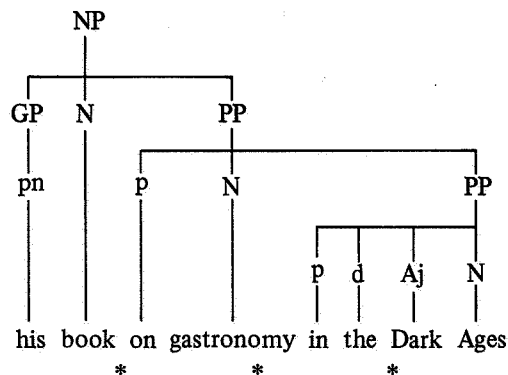 NP
GP N PP
pn p N PP
p d Aj N
his book on gastronomy in the Dark Ages
* * *